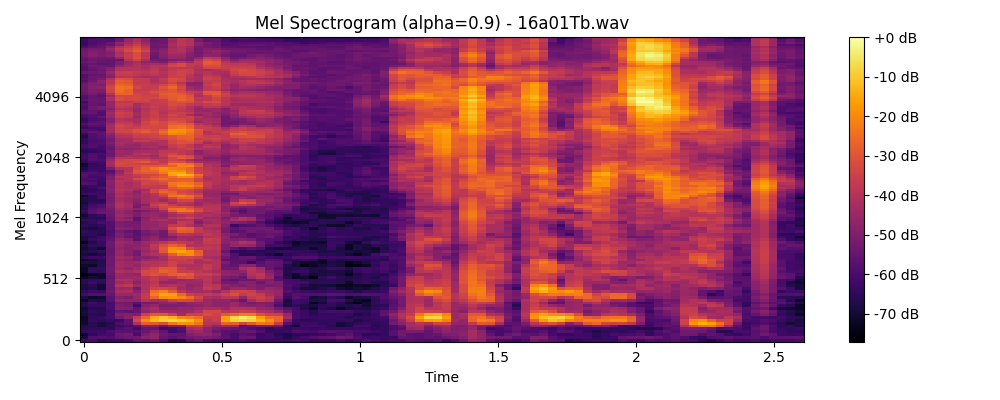 Mel Spectrogram (alpha=0.9) - 16a01Tb.wav
+0 dB
-10 dB
-20 dB
-30 dB
-40 dB
-50 dB
-60 dB
-70 dB
Mel Frequency
4096
2048
1024
512
0
0
0.5
1
1.5
2
2.5
Time